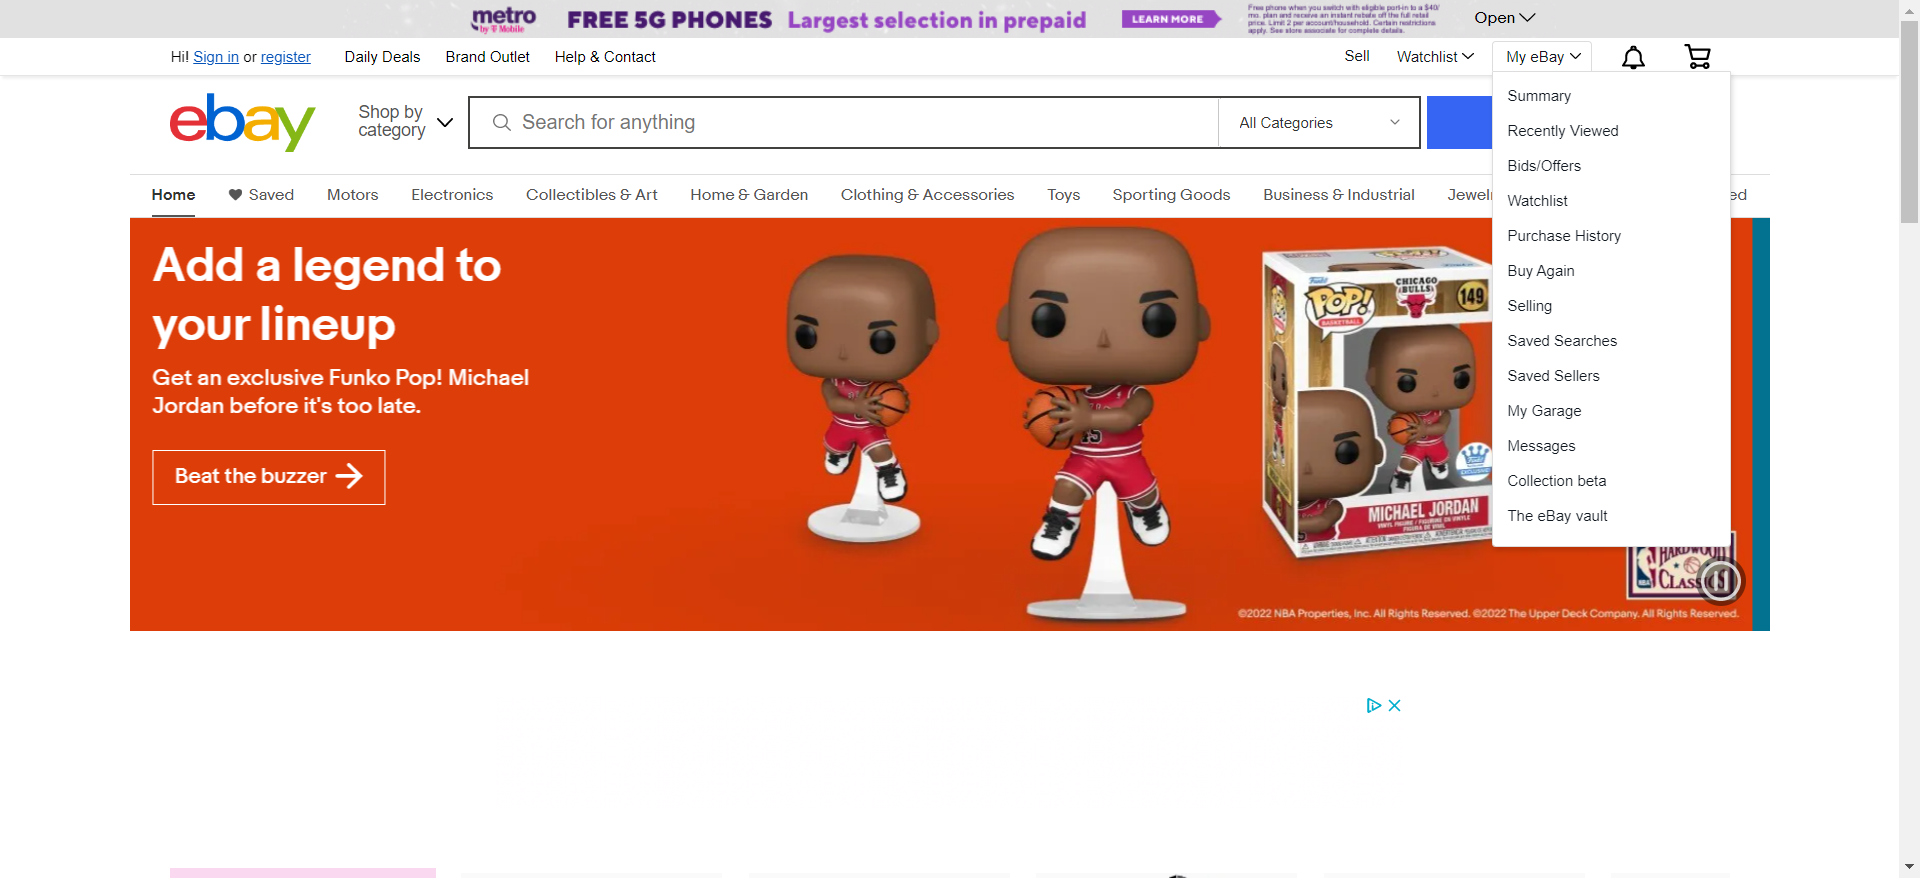 metro
by T Mobile
FREE 5G PHONES Largest selection in prepaid
LEARN MORE
Free phone when you switch with eligible port-in to a $40/
mo. plan and receive an instant rebate off the full retail
price. Limit 2 per account/household. Certain restrictions
apply. See store associate for complete details.
Open
Hi! Sign in or register
Daily Deals
Brand Outlet
Help & Contact
Sell
Watchlist
My eBay
ebay
Shop by
category
Search for anything
All Categories
Summary
Recently Viewed
Bids/Offers
Watchlist
Purchase History
Buy Again
Selling
Saved Searches
Saved Sellers
My Garage
Messages
Collection beta
The eBay vault
Home
Saved
Motors
Electronics
Collectibles & Art
Home & Garden
Clothing & Accessories
Toys
Sporting Goods
Business & Industrial
Jewel
ed
Add a legend to
your lineup
Get an exclusive Funko Pop! Michael
Jordan before it's too late.
Beat the buzzer
Funko
POP!
BASKETBALL
CHICAGO
BULLS
149
MICHAEL JORDAN
HARDWOOD
CLASSICS
NBA
©2022 NBA Properties, Inc. All Rights Reserved. ©2022 The Upper Deck Company. All Rights Reserved.